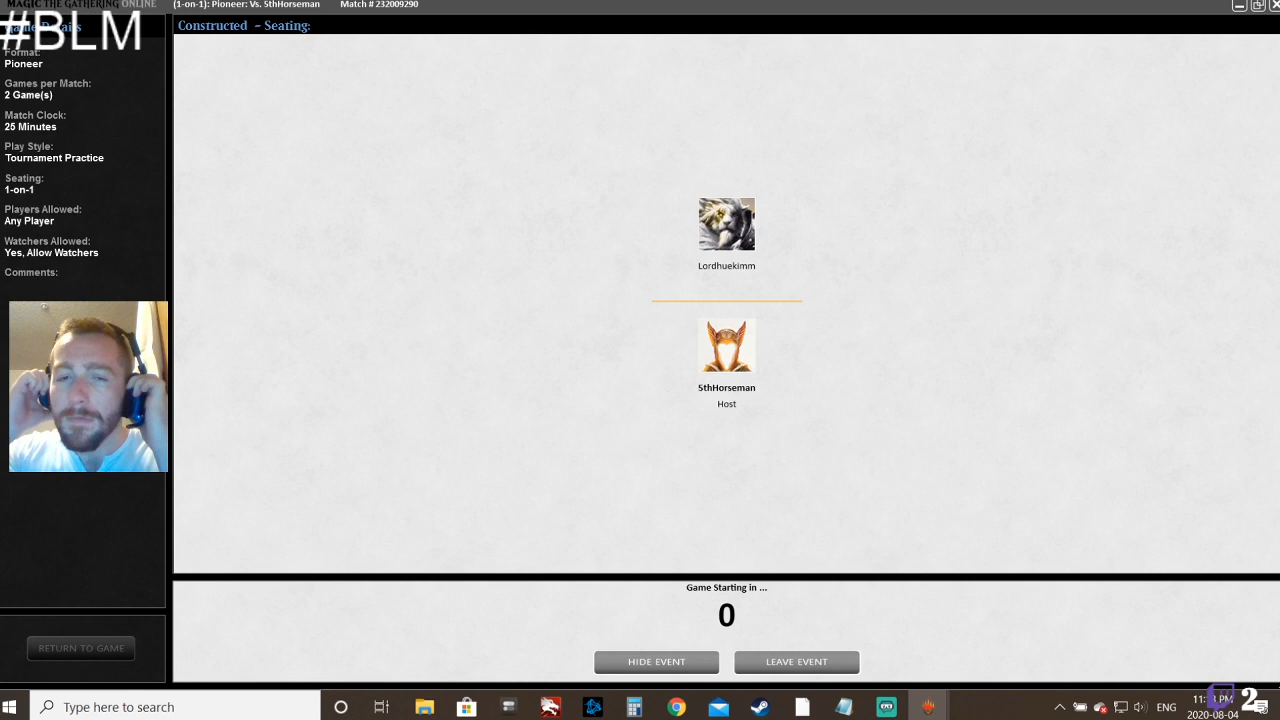 MAGIC THE GATHERING ONLINE
(1-on-1): Pioneer: Vs. 5thHorseman Match # 232009290
#BLM
Constructed ~ Seating:
Format:
Pioneer
Games per Match:
2 Game(s)
Match Clock:
25 Minutes
Play Style:
Tournament Practice
Seating:
1-on-1
Players Allowed:
Any Player
Watchers Allowed:
Yes, Allow Watchers
Comments:
Lordhuekimm
5thHorseman
Host
Game Starting in ...
0
HIDE EVENT
LEAVE EVENT
RETURN TO GAME
Type here to search
ENG
2020-08-04
2